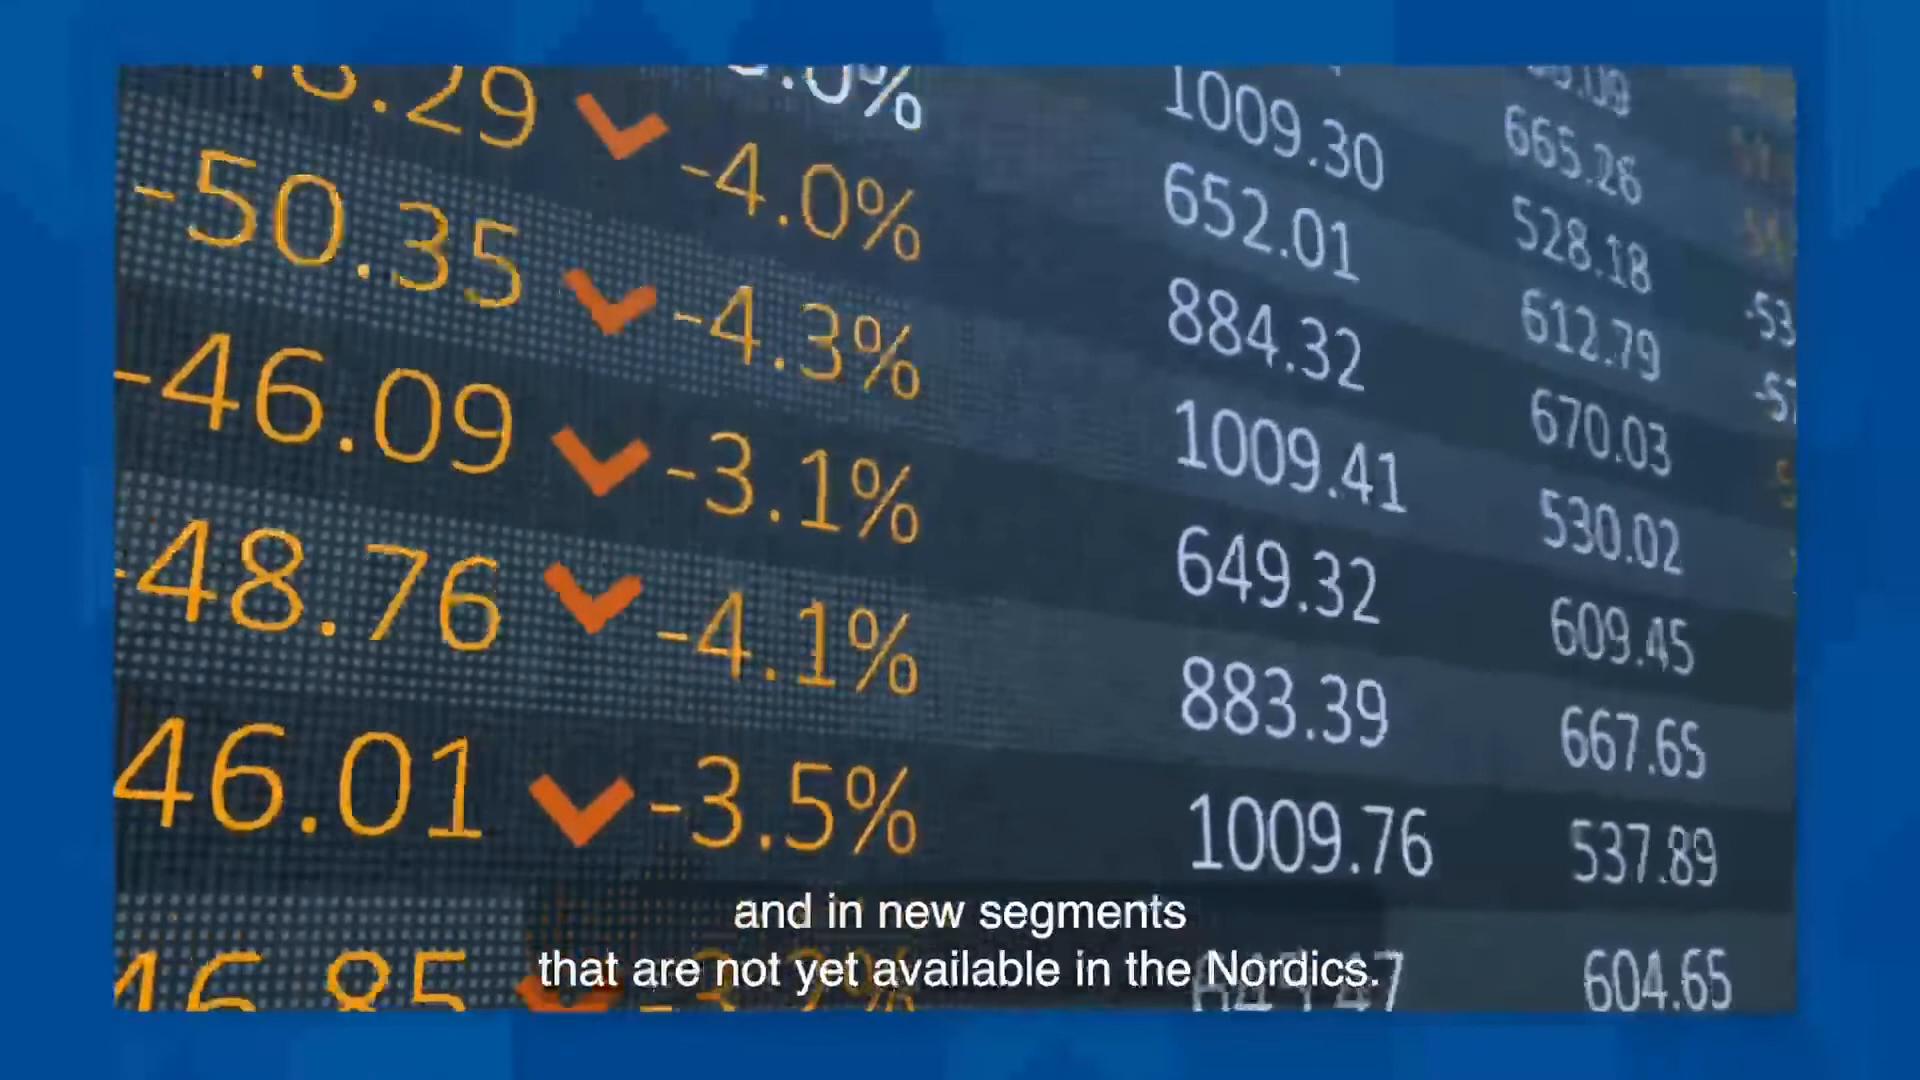 1009.30 665.26
-50.35 -4.0% 652.01 528.18
-46.09 -4.3% 884.32 612.79
-48.76 -3.1% 1009.41 670.03
46.01 -4.1% 649.32 530.02
-3.5% 883.39 609.45
1009.76 667.65
537.89
604.65
and in new segments
that are not yet available in the Nordics.